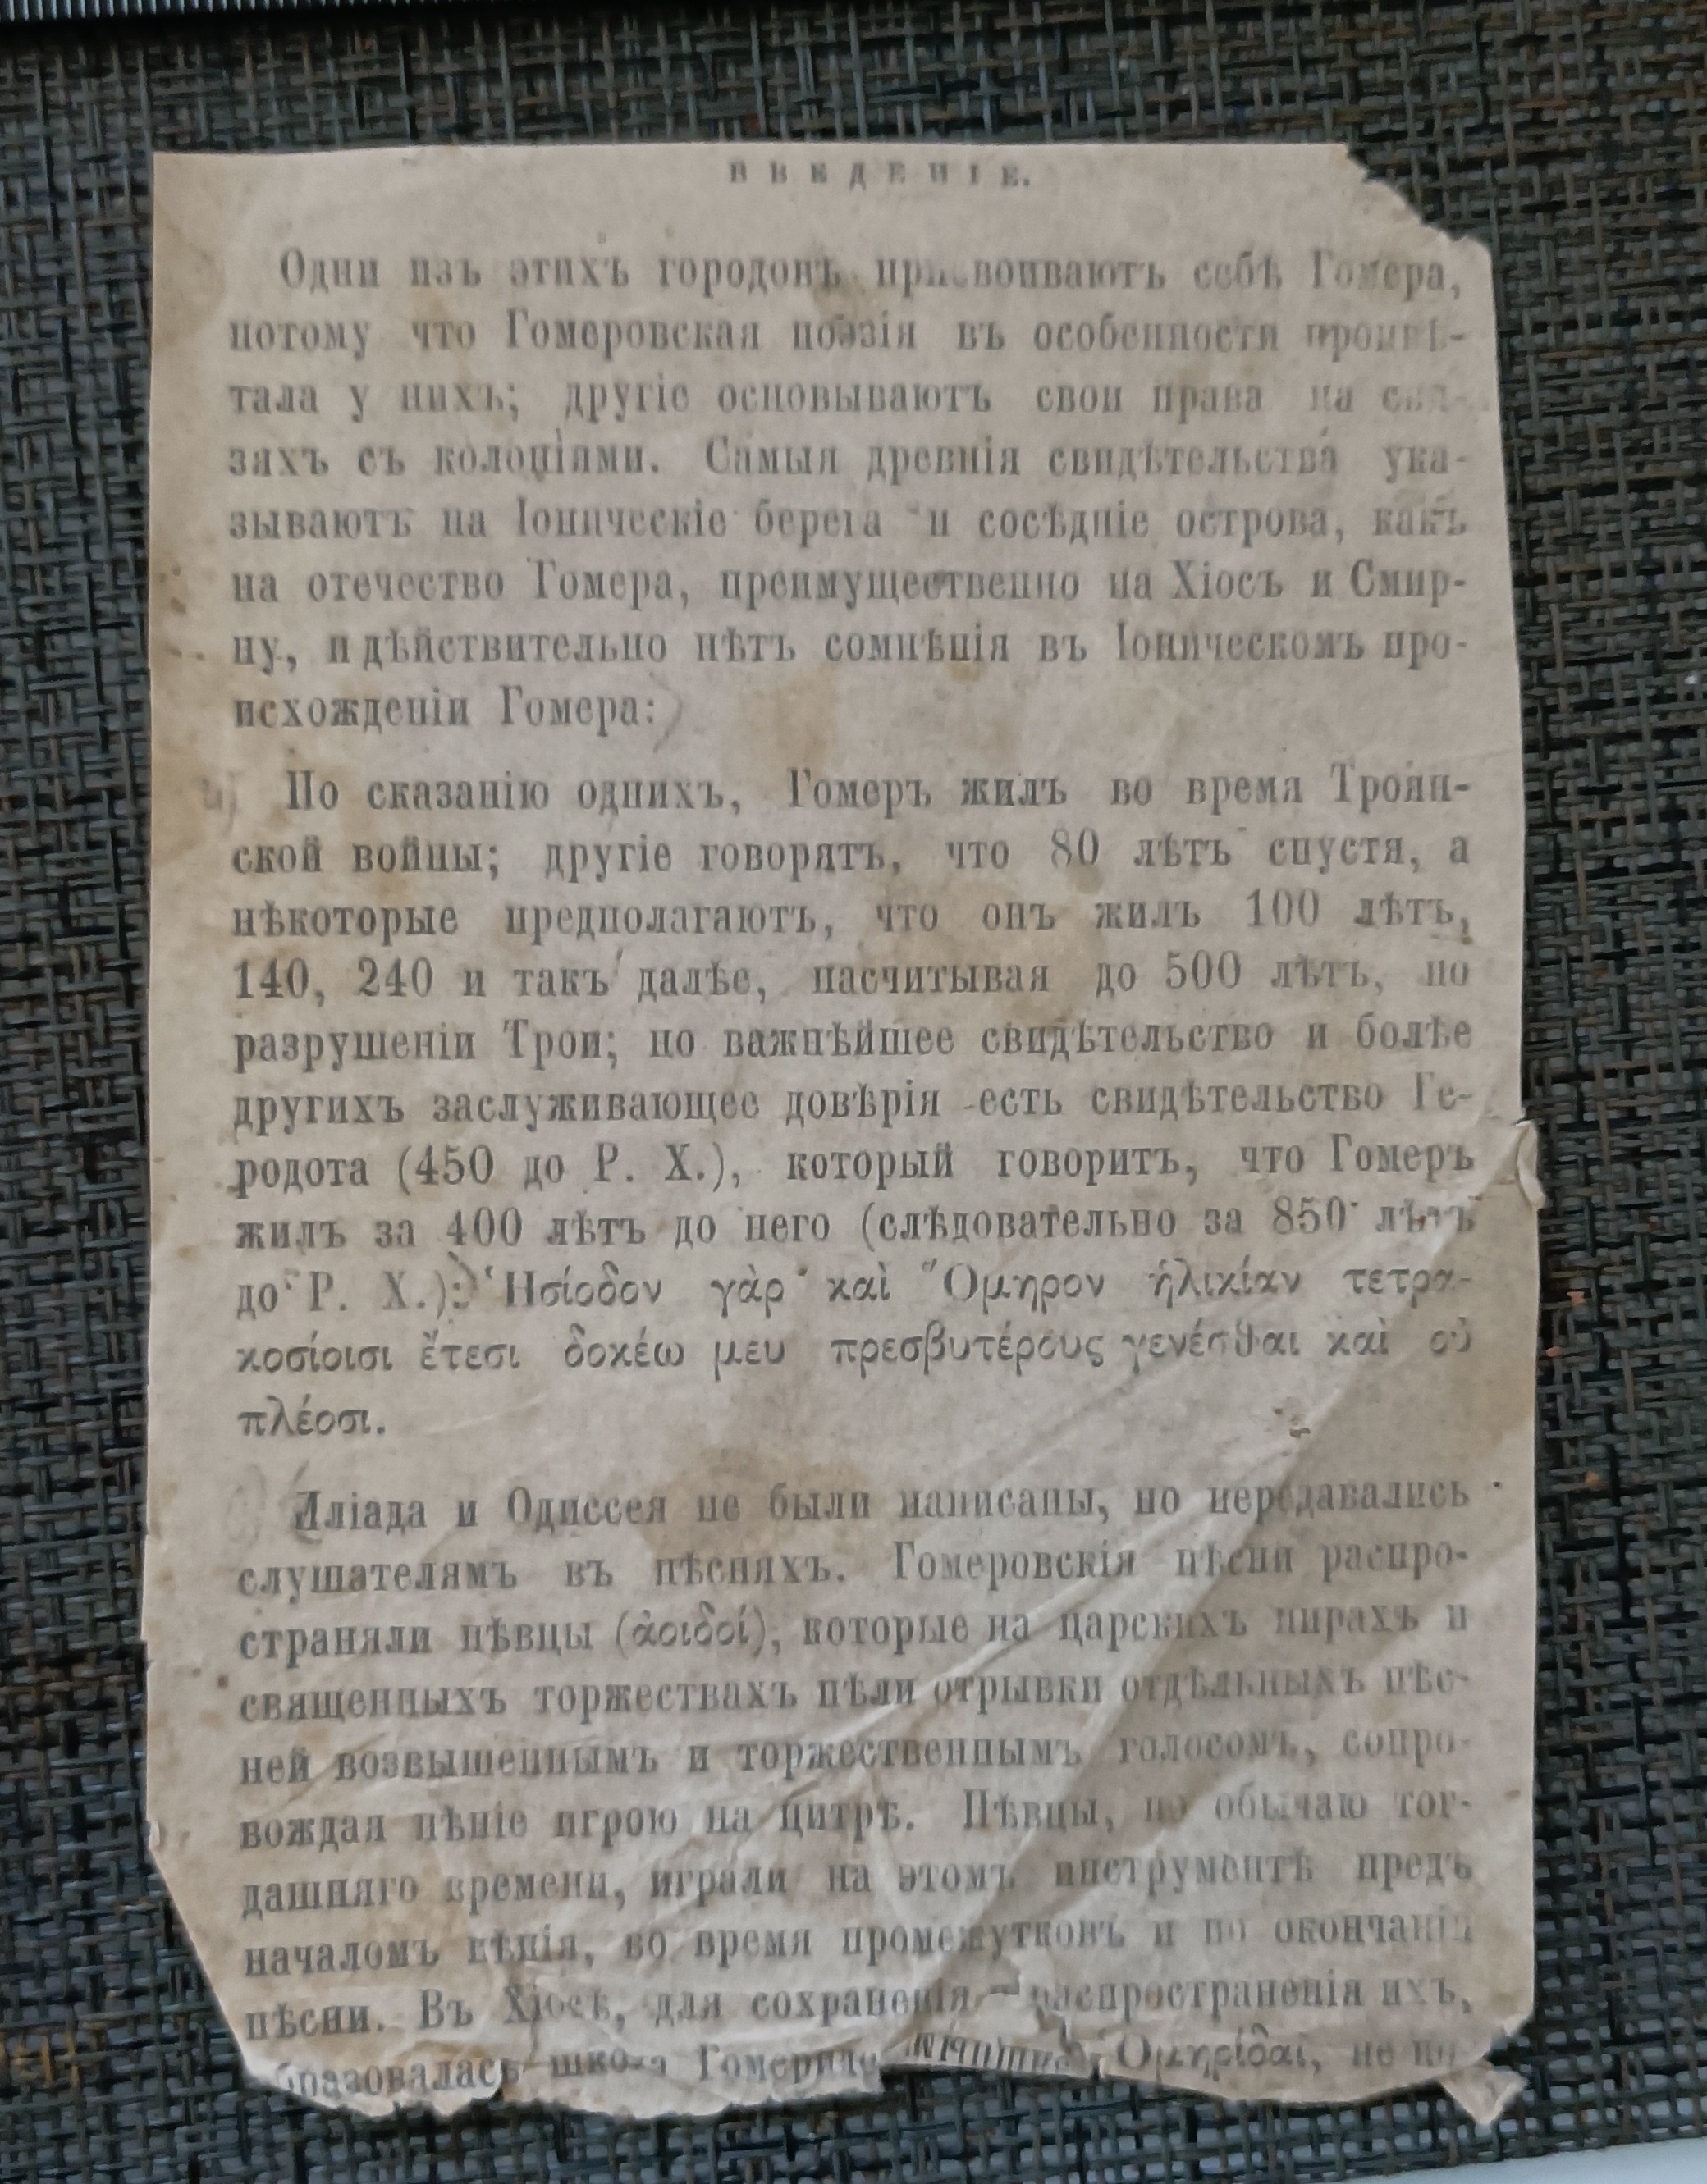 ВВЕДЕНІЕ.
Одни изъ этихъ городовъ присвоиваютъ себѣ Гомера,
потому что Гомеровская поэзія въ особенности процвѣ-
тала у нихъ; другіе основываютъ свои права на свя-
зяхъ съ колоніями. Самыя древнія свидѣтельства ука-
зываютъ на Іоническіе берега и сосѣдніе острова, какъ
на отечество Гомера, преимущественно на Хіосъ и Смир-
ну, и дѣйствительно нѣтъ сомнѣнія въ Іоническомъ про-
исхожденіи Гомера:
По сказанію однихъ, Гомеръ жилъ во время Троян-
ской войны; другіе говорятъ, что 80 лѣтъ спустя, а
нѣкоторые предполагаютъ, что онъ жилъ 100 лѣтъ,
140, 240 и такъ далѣе, насчитывая до 500 лѣтъ, по
разрушеніи Трои; но важнѣйшее свидѣтельство и болѣе
другихъ заслуживающее довѣрія есть свидѣтельство Ге-
родота (450 до Р. Х.), который говоритъ, что Гомеръ
жилъ за 400 лѣтъ до него (слѣдовательно за 850 лѣтъ
до Р. Х.): Ἡσίοδον γὰρ καὶ Ὅμηρον ἡλικίαν τετρα-
κοσίοισι ἔτεσι δοκέω μευ πρεσβυτέρους γενέσθαι καὶ οὐ
πλέοσι.
Иліада и Одиссея не были написаны, но передавались
слушателямъ въ пѣсняхъ. Гомеровскія пѣсни распро-
страняли пѣвцы (ἀοιδοί), которые на царскихъ пирахъ и
священныхъ торжествахъ пѣли отрывки отдѣльныхъ пѣс-
ней возвышеннымъ и торжественнымъ голосомъ, сопро-
вождая пѣніе игрою на цитрѣ. Пѣвцы, по обычаю тог-
дашняго времени, играли на этомъ инструментѣ предъ
началомъ пѣнія, во время промежутковъ и по окончаніи
пѣсни. Въ Хіосѣ, для сохраненія распространенія ихъ,
образовалась школа Ὁμηρίδαι, не